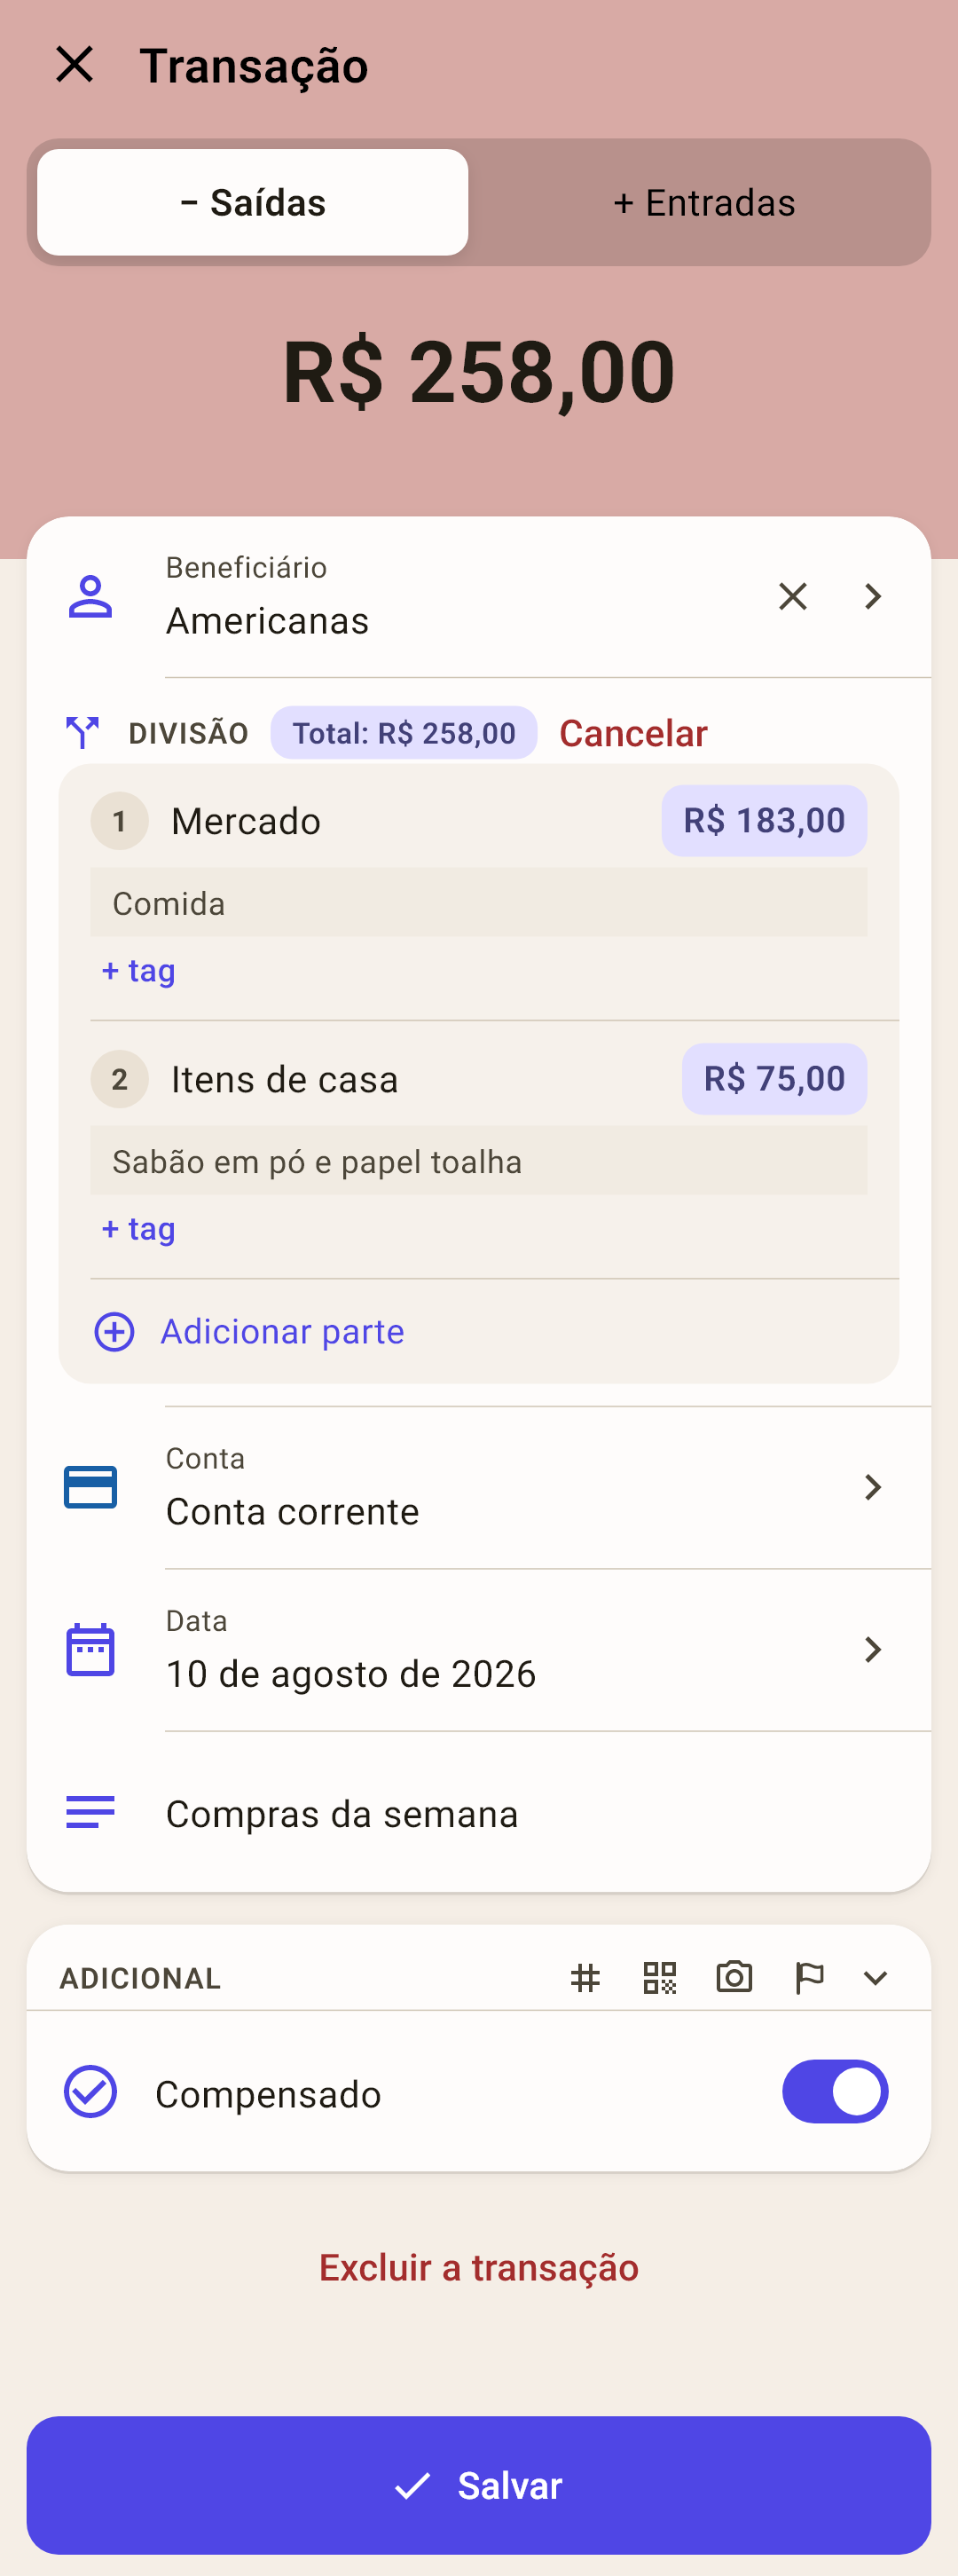 Transação
− Saídas
+ Entradas
R$ 258,00
Beneficiário
Americanas
DIVISÃO
Total: R$ 258,00
Cancelar
1
Mercado
R$ 183,00
Comida
+ tag
2
Itens de casa
R$ 75,00
Sabão em pó e papel toalha
+ tag
Adicionar parte
Conta
Conta corrente
Data
10 de agosto de 2026
Compras da semana
ADICIONAL
Compensado
Excluir a transação
Salvar